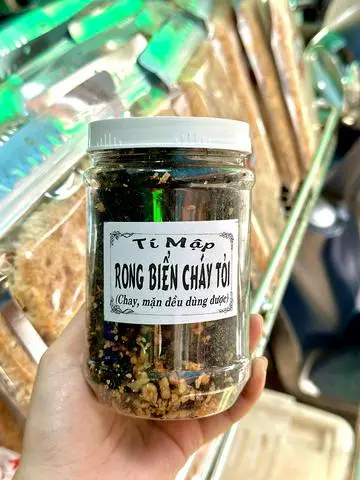 Tí Mập
RONG BIỂN CHÁY TỎI
(Chay, mặn đều dùng được)